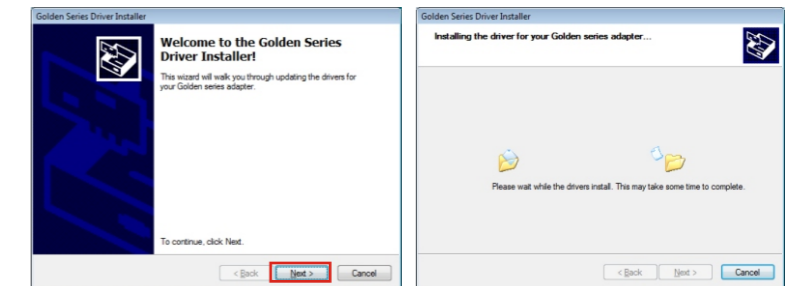 Golden Series Driver Installer
Welcome to the Golden Series
Driver Installer!
This wizard will walk you through updating the drivers for
your Golden series adapter.
To continue, click Next.
< Back
Next >
Cancel
Golden Series Driver Installer
Installing the driver for your Golden series adapter...
Please wait while the drivers install. This may take some time to complete.
< Back
Next >
Cancel